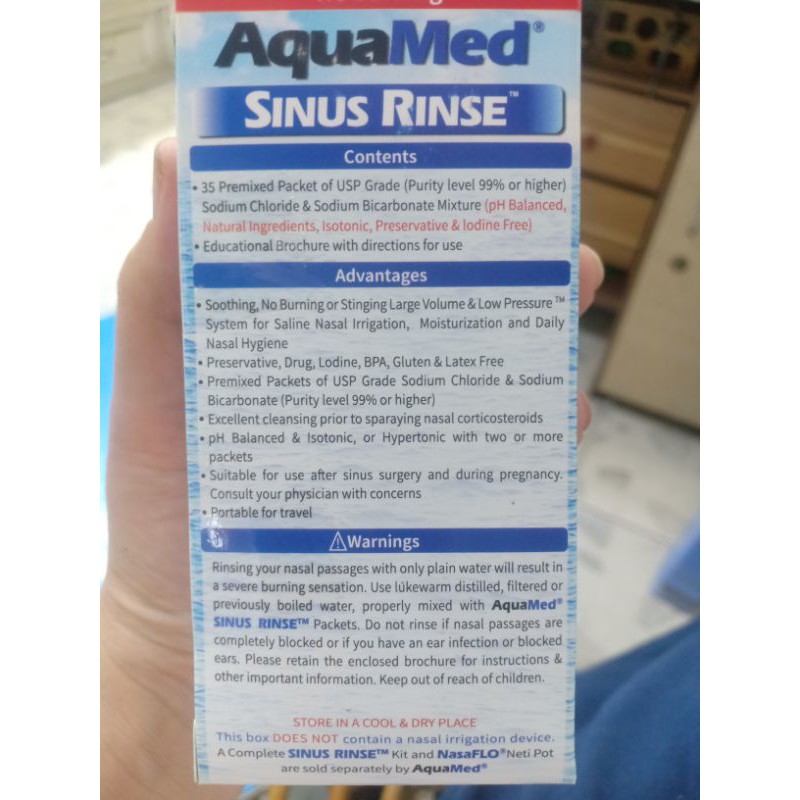 AquaMed®
SINUS RINSE™
Contents
• 35 Premixed Packet of USP Grade (Purity level 99% or higher)
Sodium Chloride & Sodium Bicarbonate Mixture (pH Balanced,
Natural Ingredients, Isotonic, Preservative & Iodine Free)
• Educational Brochure with directions for use
Advantages
• Soothing, No Burning or Stinging Large Volume & Low Pressure™
System for Saline Nasal Irrigation, Moisturization and Daily
Nasal Hygiene
• Preservative, Drug, Lodine, BPA, Gluten & Latex Free
• Premixed Packets of USP Grade Sodium Chloride & Sodium
Bicarbonate (Purity level 99% or higher)
• Excellent cleansing prior to sparaying nasal corticosteroids
• pH Balanced & Isotonic, or Hypertonic with two or more
packets
• Suitable for use after sinus surgery and during pregnancy.
Consult your physician with concerns
• Portable for travel
⚠Warnings
Rinsing your nasal passages with only plain water will result in
a severe burning sensation. Use lukewarm distilled, filtered or
previously boiled water, properly mixed with AquaMed®
SINUS RINSE™ Packets. Do not rinse if nasal passages are
completely blocked or if you have an ear infection or blocked
ears. Please retain the enclosed brochure for instructions &
other important information. Keep out of reach of children.
STORE IN A COOL & DRY PLACE
This box DOES NOT contain a nasal irrigation device.
A Complete SINUS RINSE™ Kit and NasaFLO® Neti Pot
are sold separately by AquaMed®